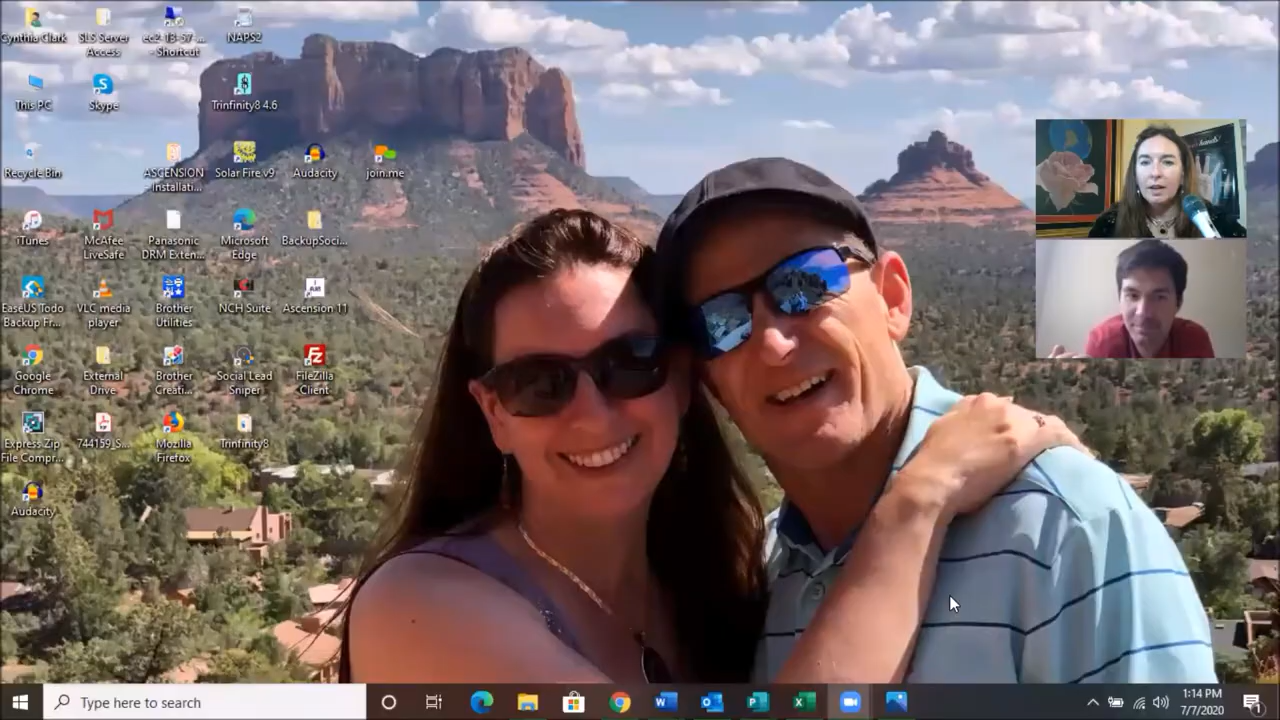 Cynthia Clark
SLS Server
Access
ec2-13-57-...
- Shortcut
NAPS2
This PC
Skype
Trinfinity8 4.6
Recycle Bin
ASCENSION
- Installati...
Solar Fire v9
Audacity
join.me
iTunes
McAfee
LiveSafe
Panasonic
DRM Exten...
Microsoft
Edge
BackupSoci...
EaseUS Todo
Backup Fr...
VLC media
player
Brother
Utilities
NCH Suite
Ascension 11
Google
Chrome
External
Drive
Brother
Creati...
Social Lead
Sniper
FileZilla
Client
Express Zip
File Compr...
744159_S...
Mozilla
Firefox
Trinfinity8
Audacity
hands!
Type here to search
1:14 PM
7/7/2020
1